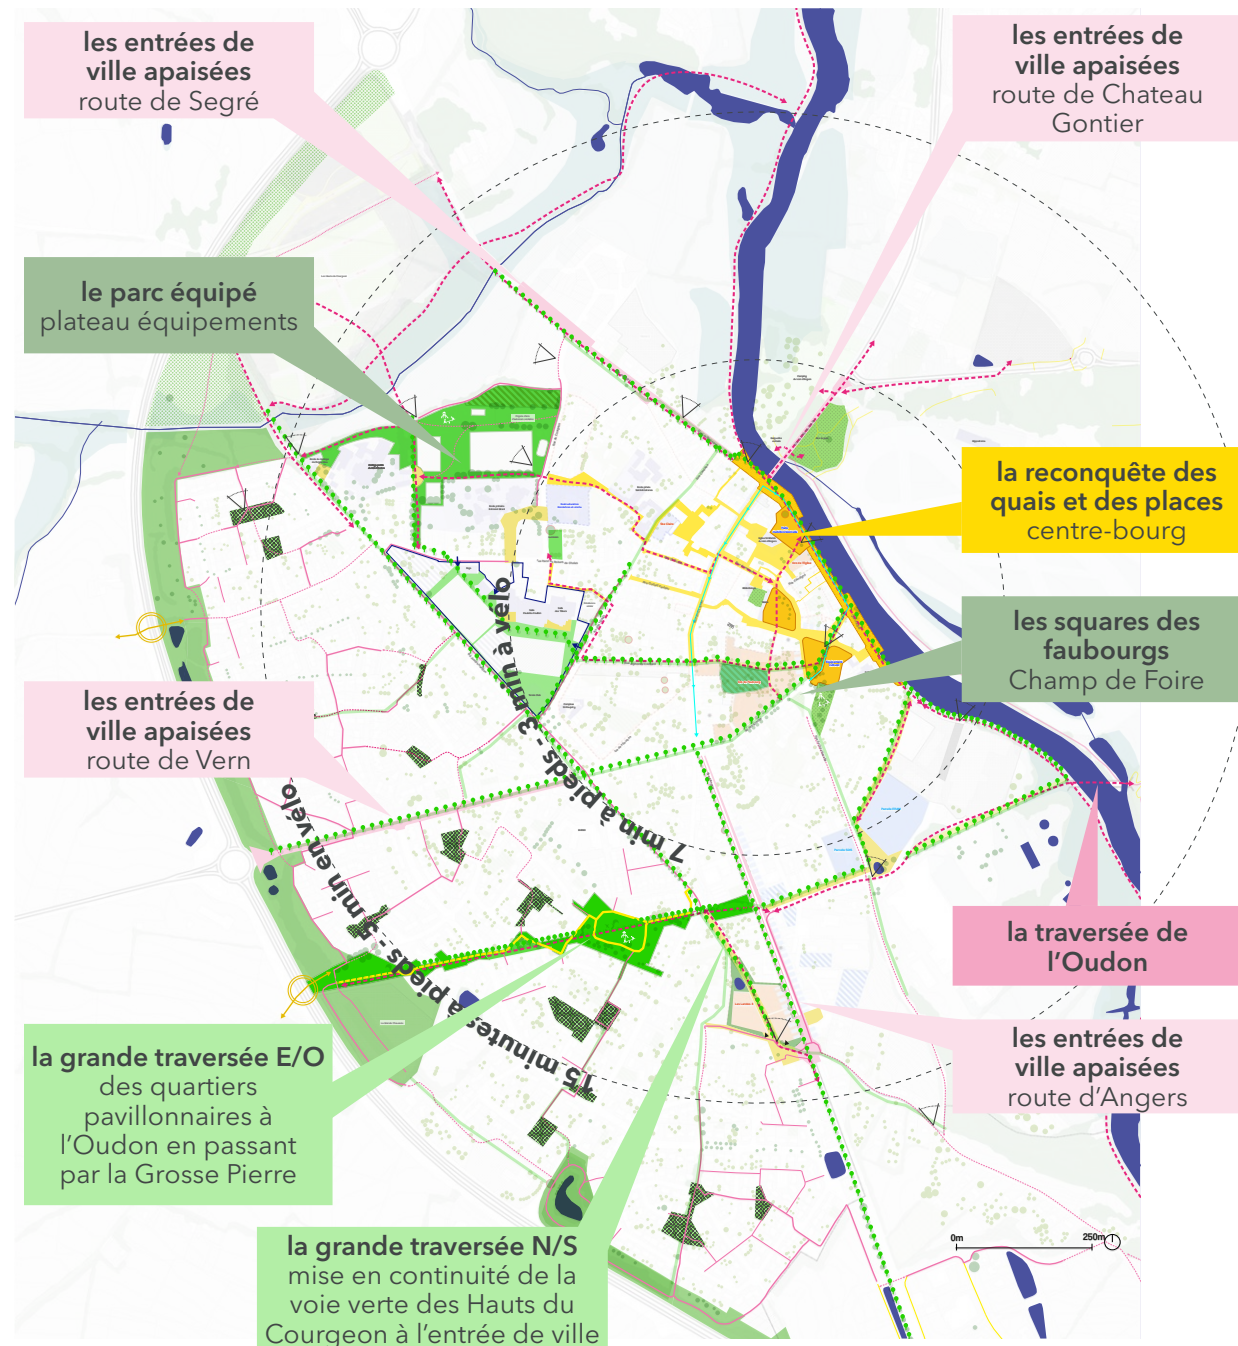 les entrées de
ville apaisées
route de Segré
les entrées de
ville apaisées
route de Chateau
Gontier
le parc équipé
plateau équipements
la reconquête des
quais et des places
centre-bourg
les squares des
faubourgs
Champ de Foire
les entrées de
ville apaisées
route de Vern
7 min à pieds - 3 min à vélo
15 minutes à pieds - 5 min en vélo
la traversée de
l'Oudon
les entrées de
ville apaisées
route d'Angers
la grande traversée E/O
des quartiers
pavillonnaires à
l'Oudon en passant
par la Grosse Pierre
la grande traversée N/S
mise en continuité de la
voie verte des Hauts du
Courgeon à l'entrée de ville
0m
250m